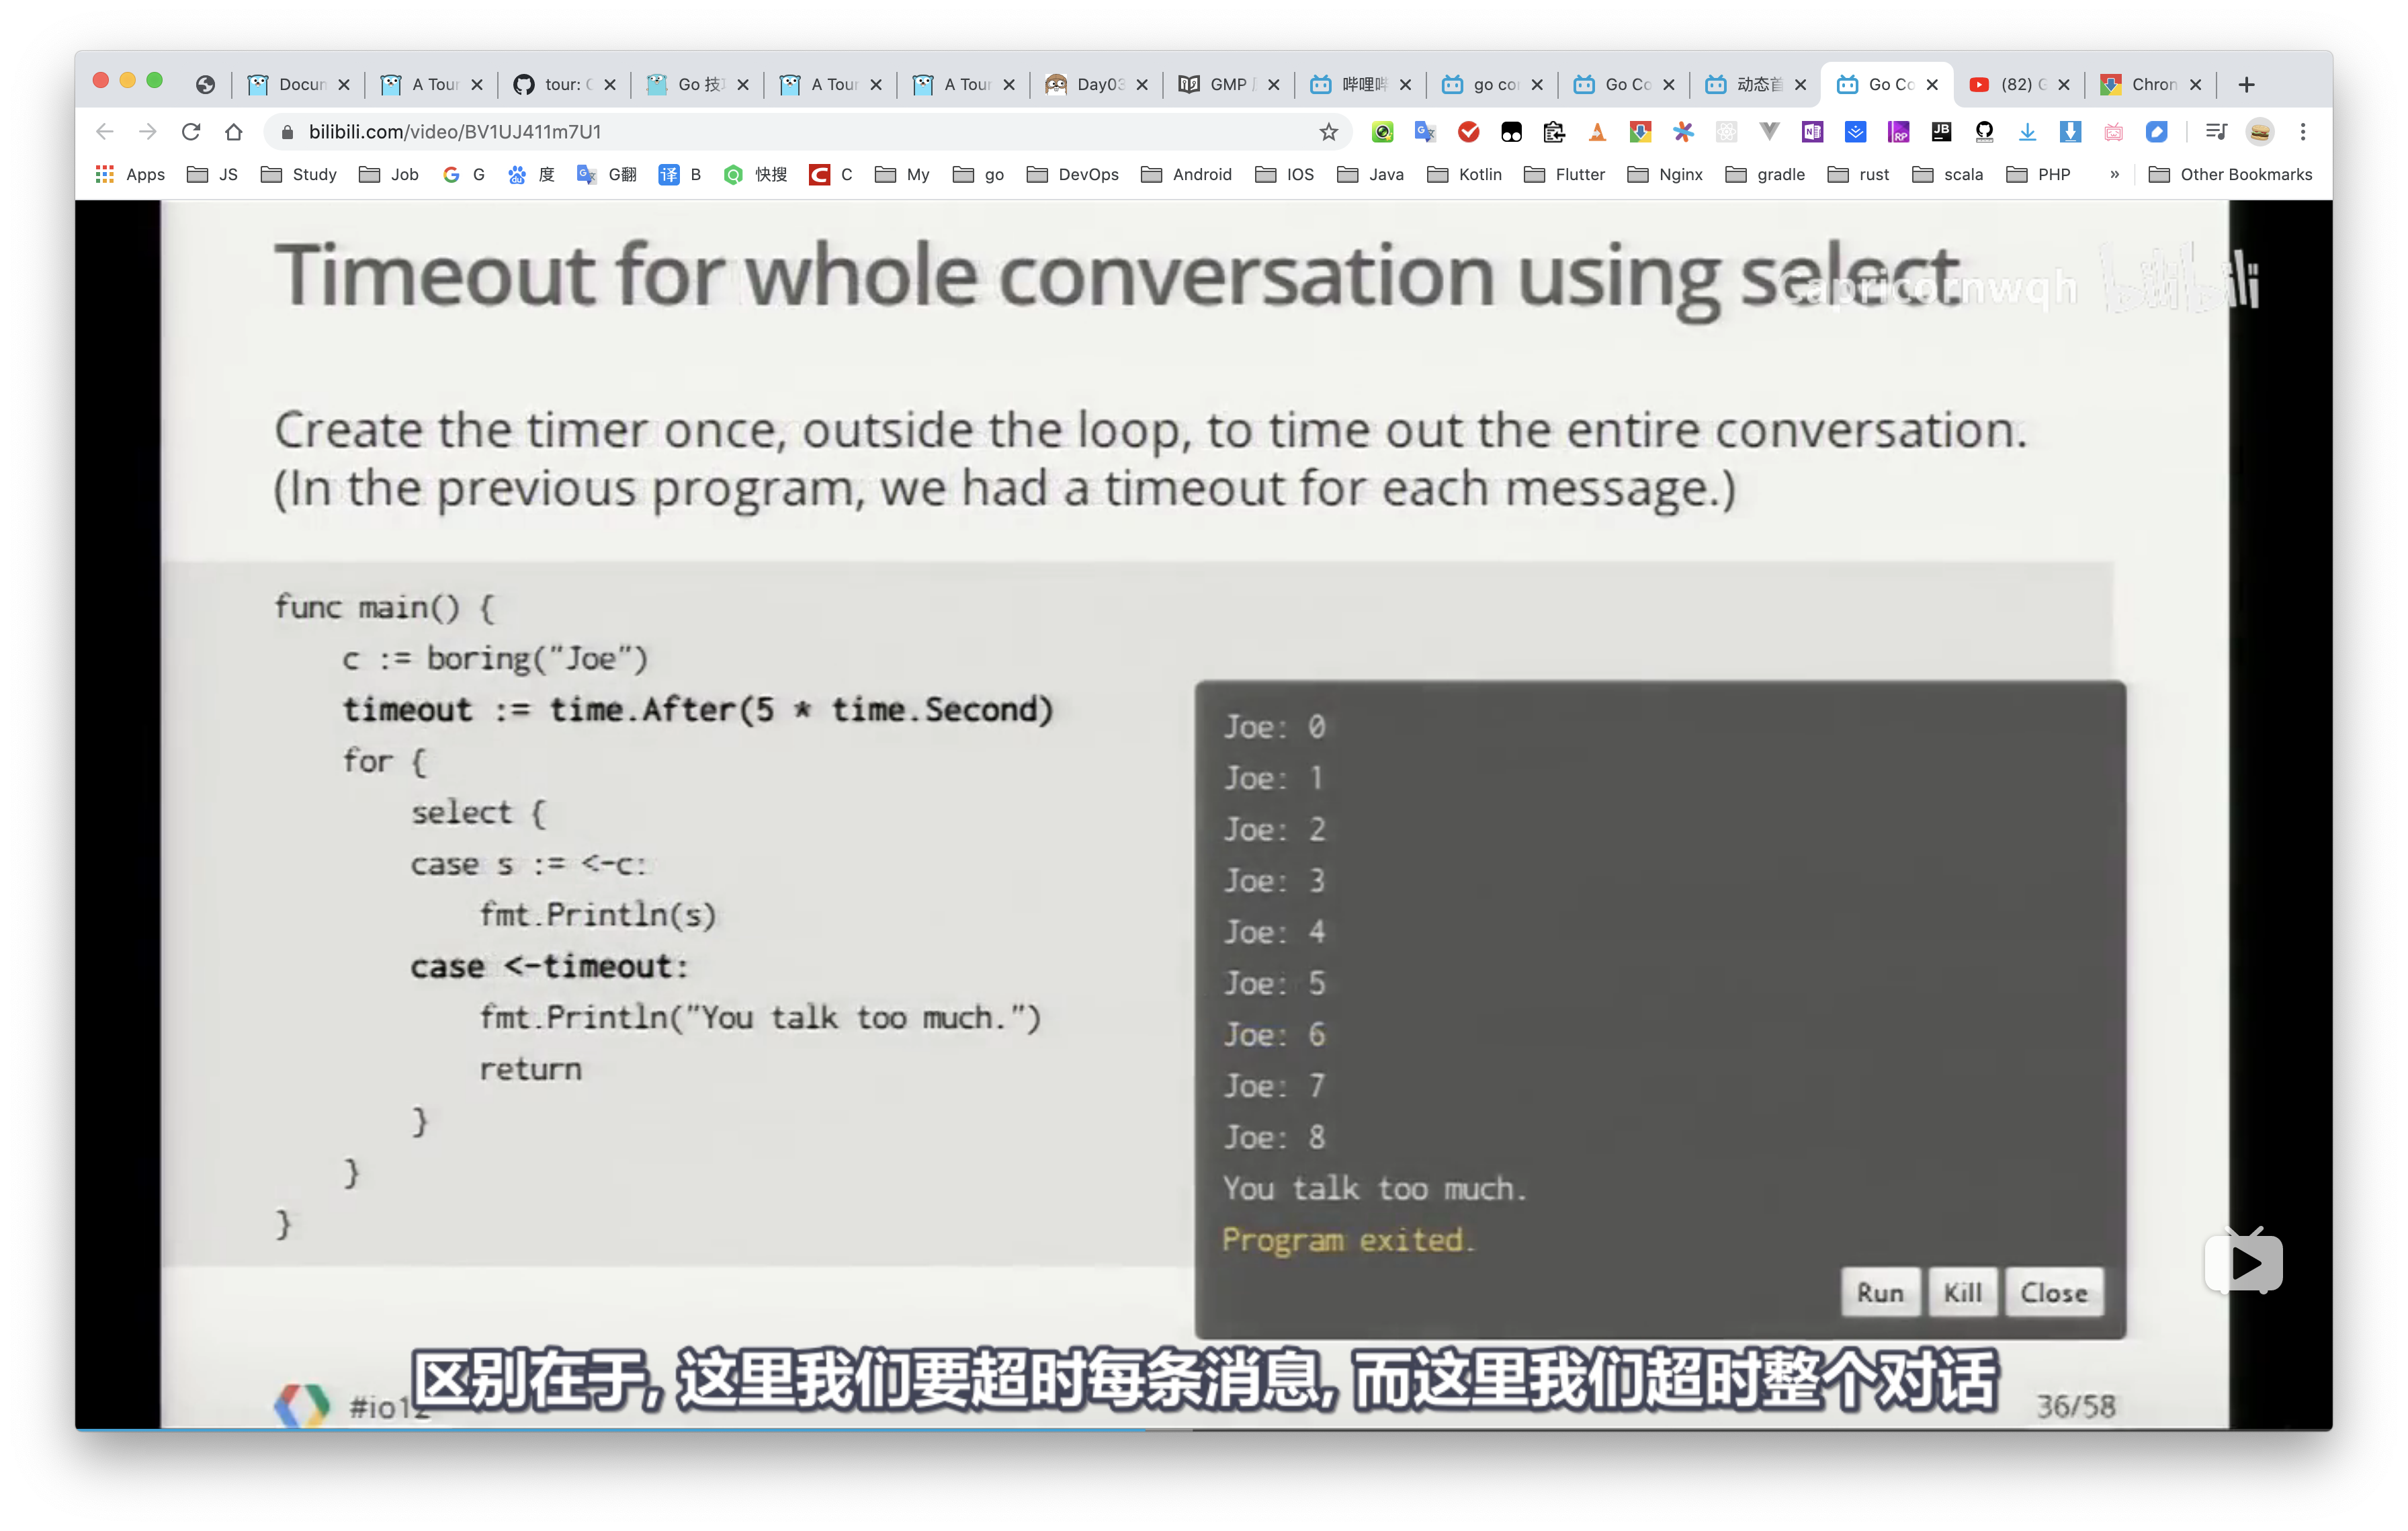 Docun
A Tour
tour: C
Go 技
A Tour
A Tour
Day03
GMP
哔哩哔
go co
Go Co
动态首
Go Co
(82) G
Chron
bilibili.com/video/BV1UJ411m7U1
Apps JS Study Job G 度 G翻 B 快搜 C My go DevOps Android IOS Java Kotlin Flutter Nginx gradle rust scala PHP » Other Bookmarks
Timeout for whole conversation using select
capricornwqh bilibili
Create the timer once, outside the loop, to time out the entire conversation.
(In the previous program, we had a timeout for each message.)
func main() {
c := boring("Joe")
timeout := time.After(5 * time.Second)
for {
select {
case s := <-c:
fmt.Println(s)
case <-timeout:
fmt.Println("You talk too much.")
return
}
}
}
Joe: 0
Joe: 1
Joe: 2
Joe: 3
Joe: 4
Joe: 5
Joe: 6
Joe: 7
Joe: 8
You talk too much.
Program exited.
Run Kill Close
区别在于, 这里我们要超时每条消息, 而这里我们超时整个对话
#io12
36/58